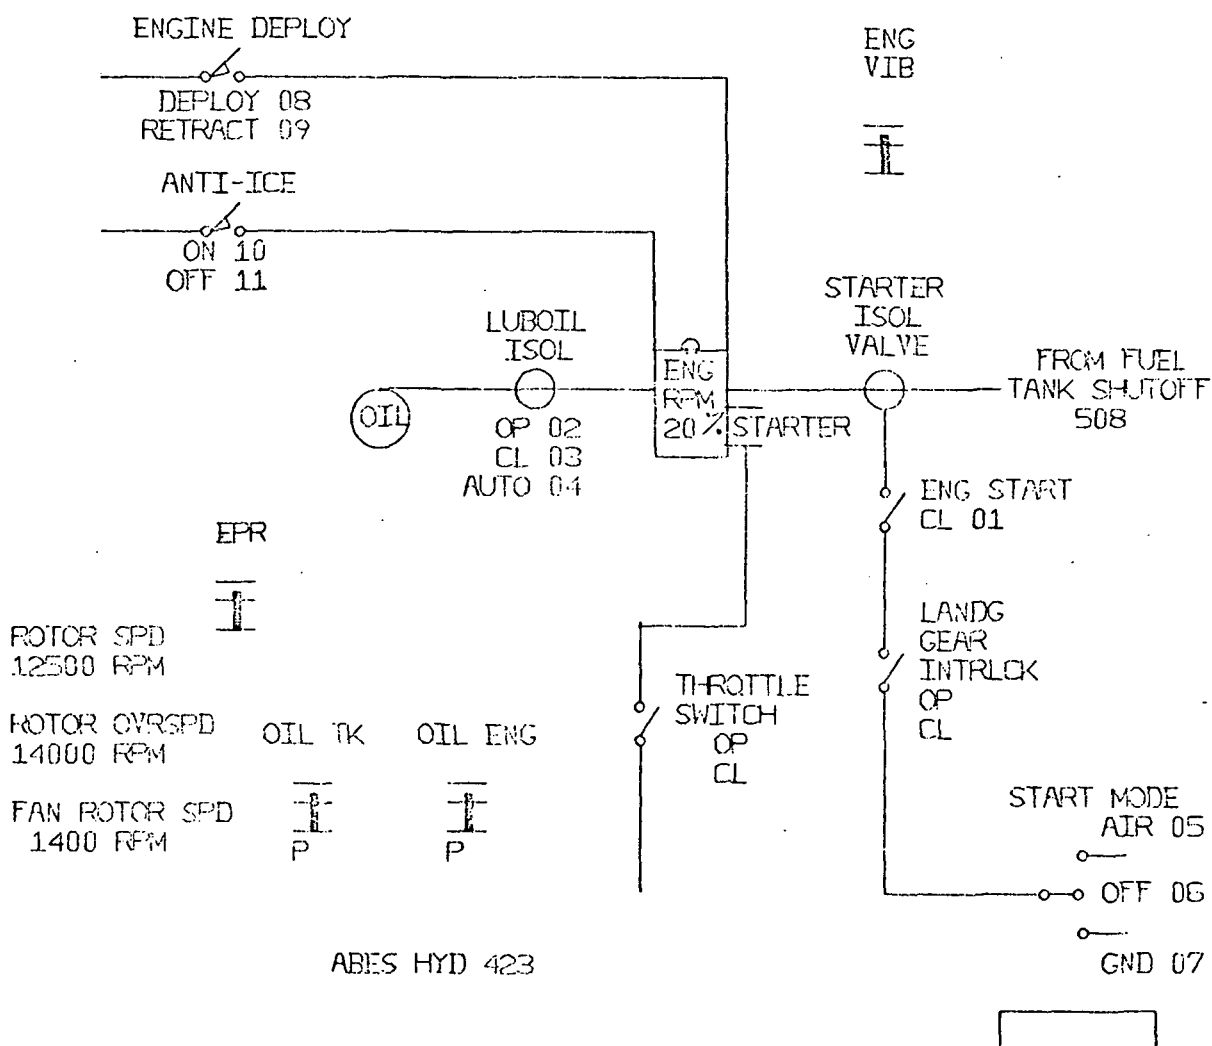 ENGINE DEPLOY
DEPLOY 08
RETRACT 09
ENG
VIB
ANTI-ICE
ON 10
OFF 11
LUBOIL
ISOL
OP 02
CL 03
AUTO 04
OIL
ENG
RPM
20 %
STARTER
STARTER
ISOL
VALVE
FROM FUEL
TANK SHUTOFF
508
ENG START
CL 01
LANDG
GEAR
INTRLCK
OP
CL
EPR
ROTOR SPD
12500 RPM
ROTOR OVRSPD
14000 RPM
FAN ROTOR SPD
1400 RPM
OIL TK
P
OIL ENG
P
THROTTLE
SWITCH
OP
CL
START MODE
AIR 05
OFF 06
GND 07
ABES HYD 423